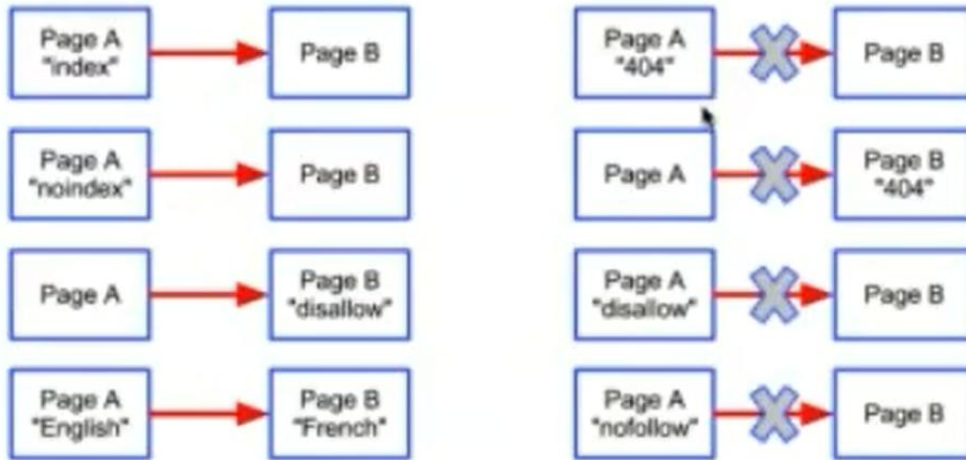 Page A
"index"
Page B
Page A
"404"
Page B
Page A
"noindex"
Page B
Page A
Page B
"404"
Page A
Page B
"disallow"
Page A
"disallow"
Page B
Page A
"English"
Page B
"French"
Page A
"nofollow"
Page B